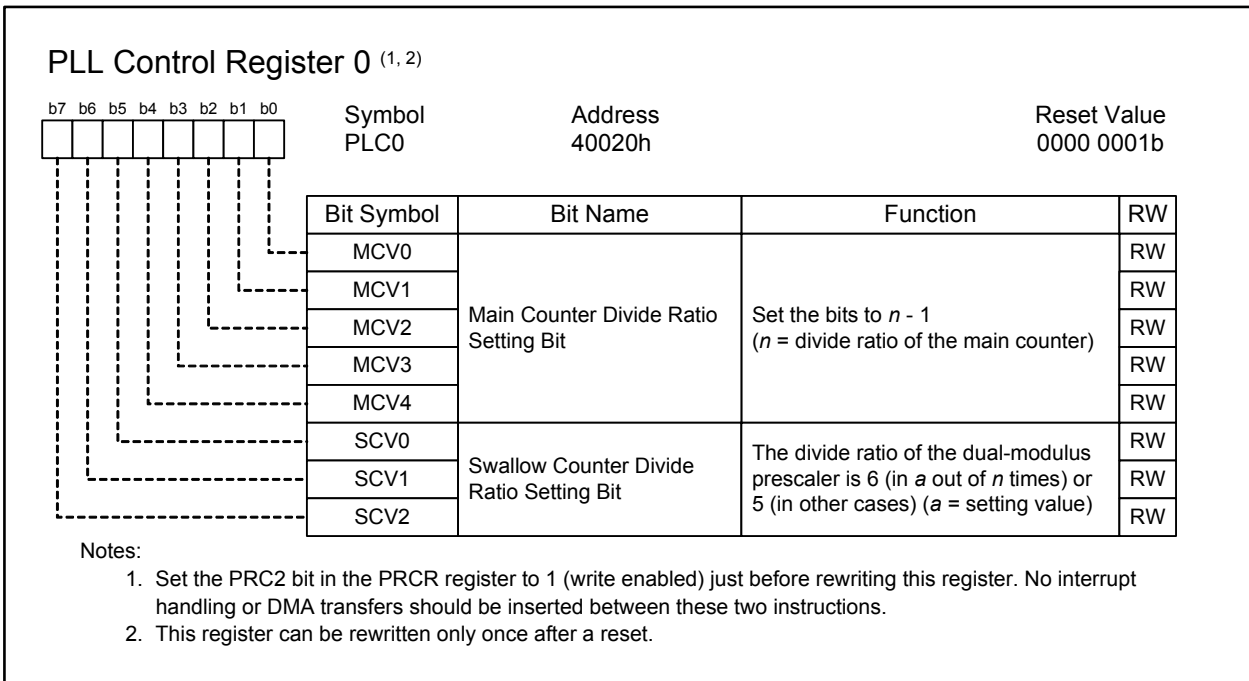 PLL Control Register 0 (1, 2)
b7 b6 b5 b4 b3 b2 b1 b0
Symbol Address Reset Value
PLC0 40020h 0000 0001b
Bit Symbol Bit Name Function RW
MCV0 RW
MCV1 RW
MCV2 RW
MCV3 RW
MCV4 RW
Main Counter Divide Ratio
Setting Bit
Set the bits to n - 1
(n = divide ratio of the main counter)
SCV0 RW
SCV1 RW
SCV2 RW
Swallow Counter Divide
Ratio Setting Bit
The divide ratio of the dual-modulus
prescaler is 6 (in a out of n times) or
5 (in other cases) (a = setting value)
Notes:
1. Set the PRC2 bit in the PRCR register to 1 (write enabled) just before rewriting this register. No interrupt
handling or DMA transfers should be inserted between these two instructions.
2. This register can be rewritten only once after a reset.